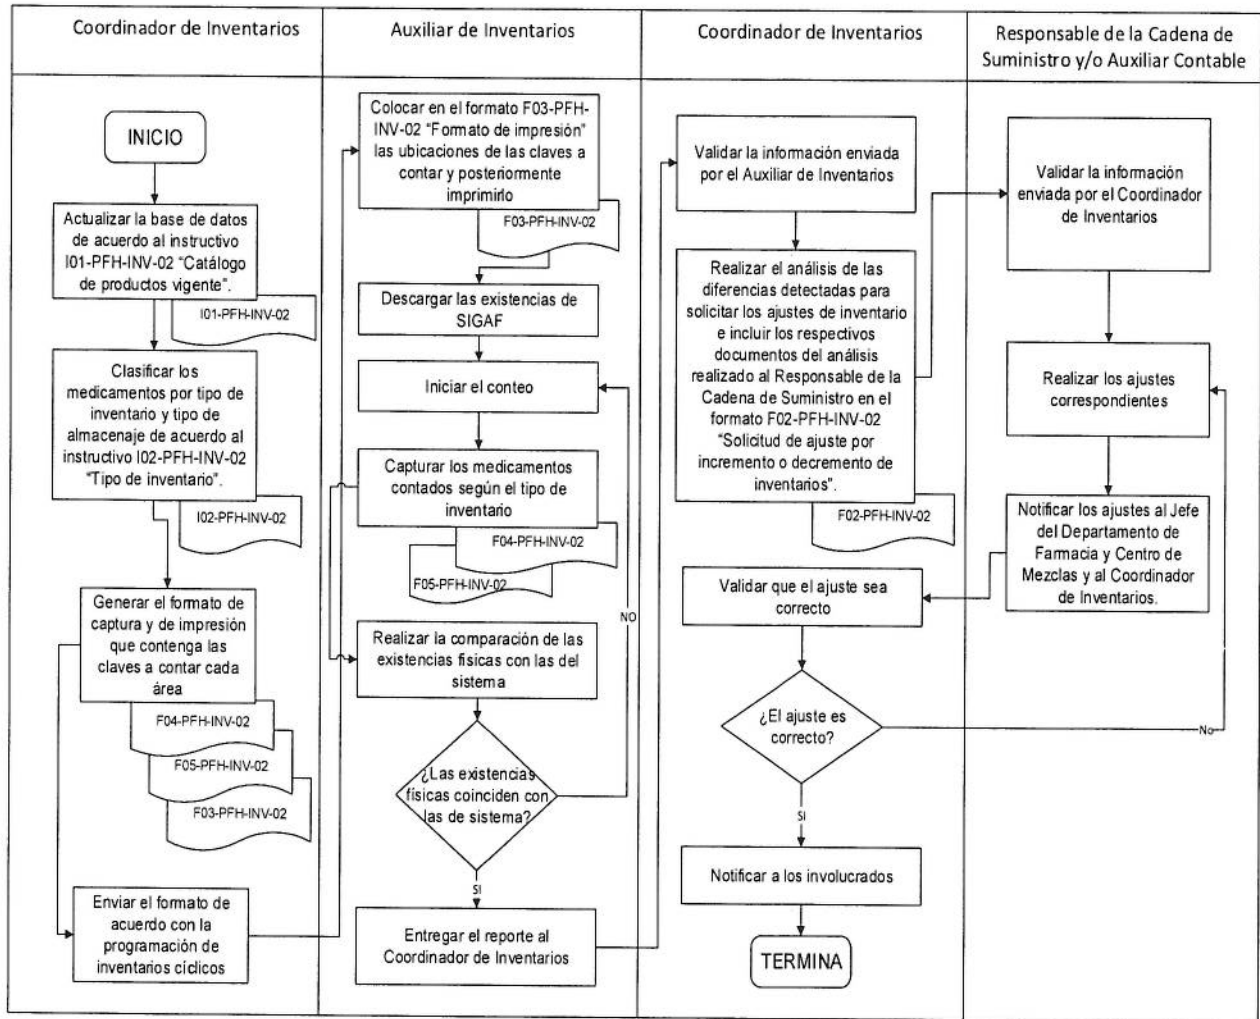 Coordinador de Inventarios
INICIO
Actualizar la base de datos
de acuerdo al instructivo
I01-PFH-INV-02 "Catálogo
de productos vigente".
I01-PFH-INV-02
Clasificar los
medicamentos por tipo de
inventario y tipo de
almacenaje de acuerdo al
instructivo I02-PFH-INV-02
"Tipo de inventario".
I02-PFH-INV-02
Generar el formato de
captura y de impresión
que contenga las
claves a contar cada
área
F04-PFH-INV-02
F05-PFH-INV-02
F03-PFH-INV-02
Enviar el formato de
acuerdo con la
programación de
inventarios cíclicos
Auxiliar de Inventarios
Colocar en el formato F03-PFH-
INV-02 "Formato de impresión"
las ubicaciones de las claves a
contar y posteriormente
imprimirlo
F03-PFH-INV-02
Descargar las existencias de
SIGAF
Iniciar el conteo
Capturar los medicamentos
contados según el tipo de
inventario
F04-PFH-INV-02
F05-PFH-INV-02
NO
Realizar la comparación de las
existencias físicas con las del
sistema
¿Las existencias
físicas coinciden con
las de sistema?
SI
Entregar el reporte al
Coordinador de Inventarios
Coordinador de Inventarios
Validar la información enviada
por el Auxiliar de Inventarios
Realizar el análisis de las
diferencias detectadas para
solicitar los ajustes de inventario
e incluir los respectivos
documentos del análisis
realizado al Responsable de la
Cadena de Suministro en el
formato F02-PFH-INV-02
"Solicitud de ajuste por
incremento o decremento de
inventarios".
F02-PFH-INV-02
Validar que el ajuste sea
correcto
¿El ajuste es
correcto?
No
SI
Notificar a los involucrados
TERMINA
Responsable de la Cadena de
Suministro y/o Auxiliar Contable
Validar la información
enviada por el Coordinador
de Inventarios
Realizar los ajustes
correspondientes
Notificar los ajustes al Jefe
del Departamento de
Farmacia y Centro de
Mezclas y al Coordinador
de Inventarios.